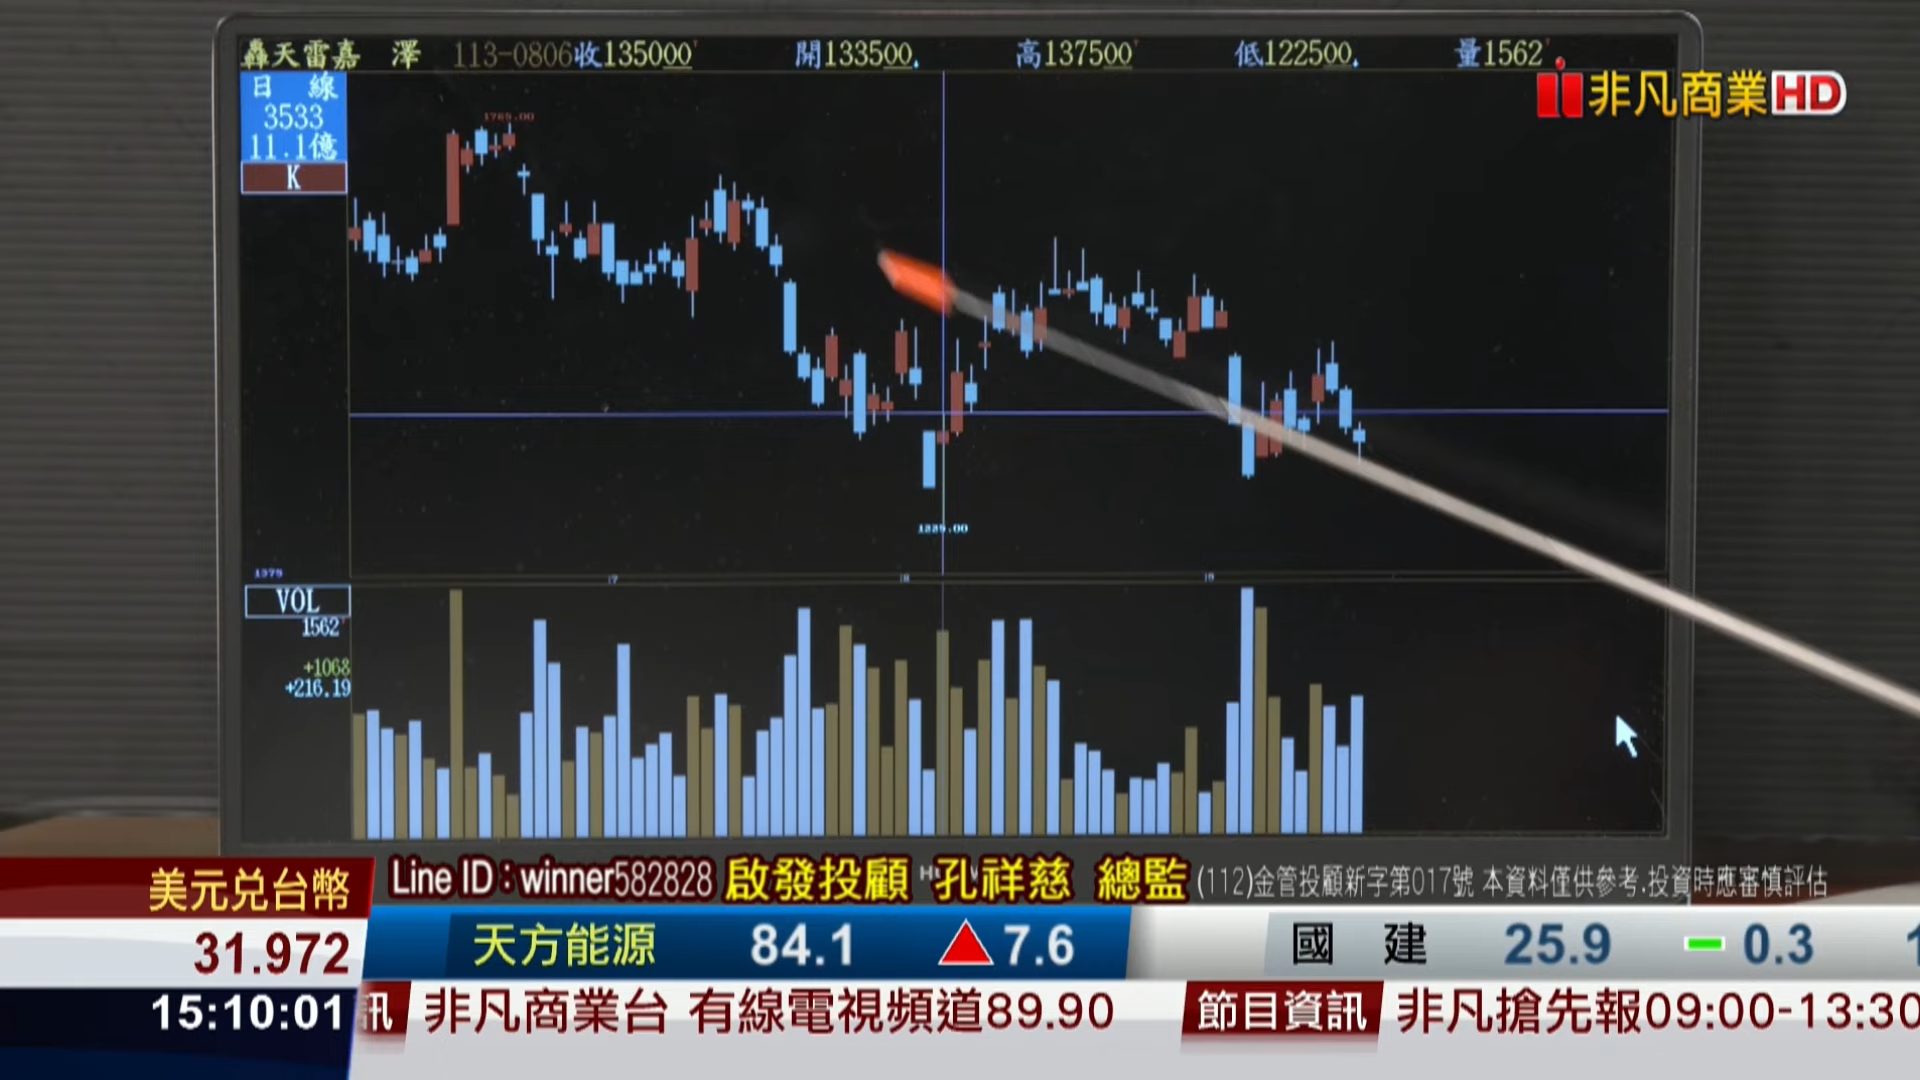 轟天雷嘉 澤 113-0806收135000 開133500 高137500 低122500 量1562
非凡商業HD
日 線
3533
11.1億
K
1765.00
1225.00
1379
7 8 9
VOL
1562
+1068
+216.19
美元兌台幣
31.972
15:10:01
Line ID：winner582828 啟發投顧 孔祥慈 總監 (112)金管投顧新字第017號 本資料僅供參考.投資時應審慎評估
天方能源 84.1 ▲ 7.6 國 建 25.9 0.3
訊 非凡商業台 有線電視頻道89.90 節目資訊 非凡搶先報09:00-13:30